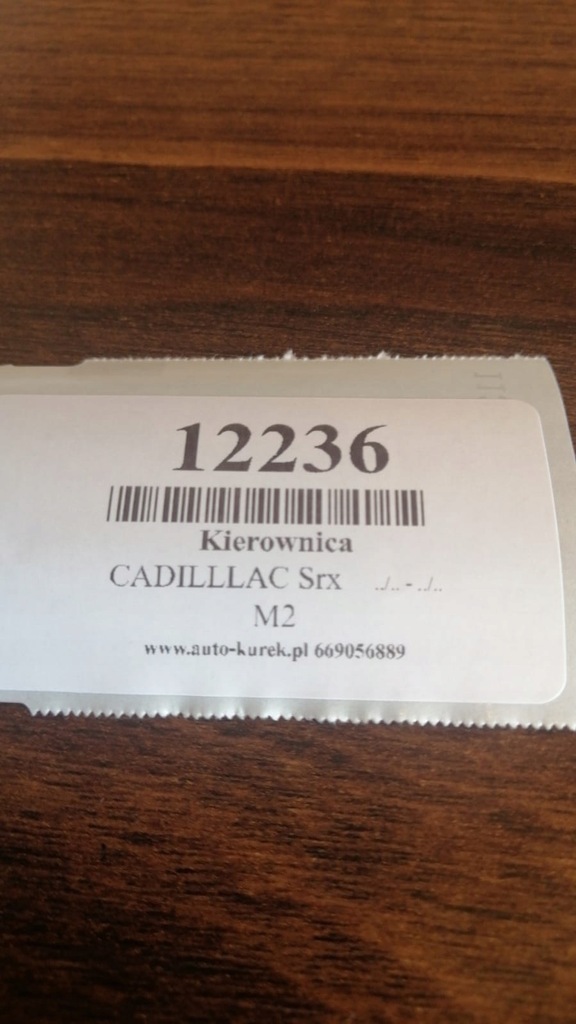 12236
Kierownica
CADILLLAC Srx ../.. - ../..
M2
www.auto-kurek.pl 669056889